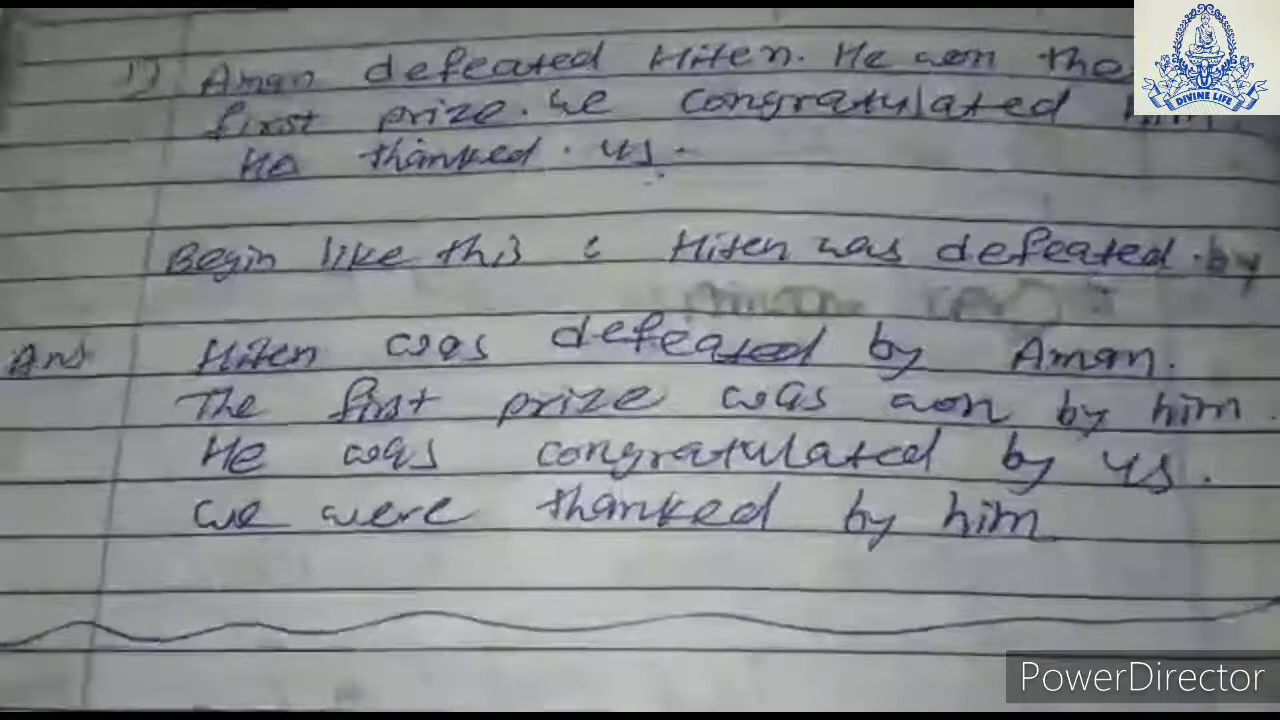 1) Aman defeated Hiten. He won the
first prize. we congratulated him
He thanked. us.
Begin like this : Hiten was defeated. by
Ans Hiten was defeated by Aman.
The first prize was won by him.
He was congratulated by us.
we were thanked by him
DIVINE LIFE
PowerDirector